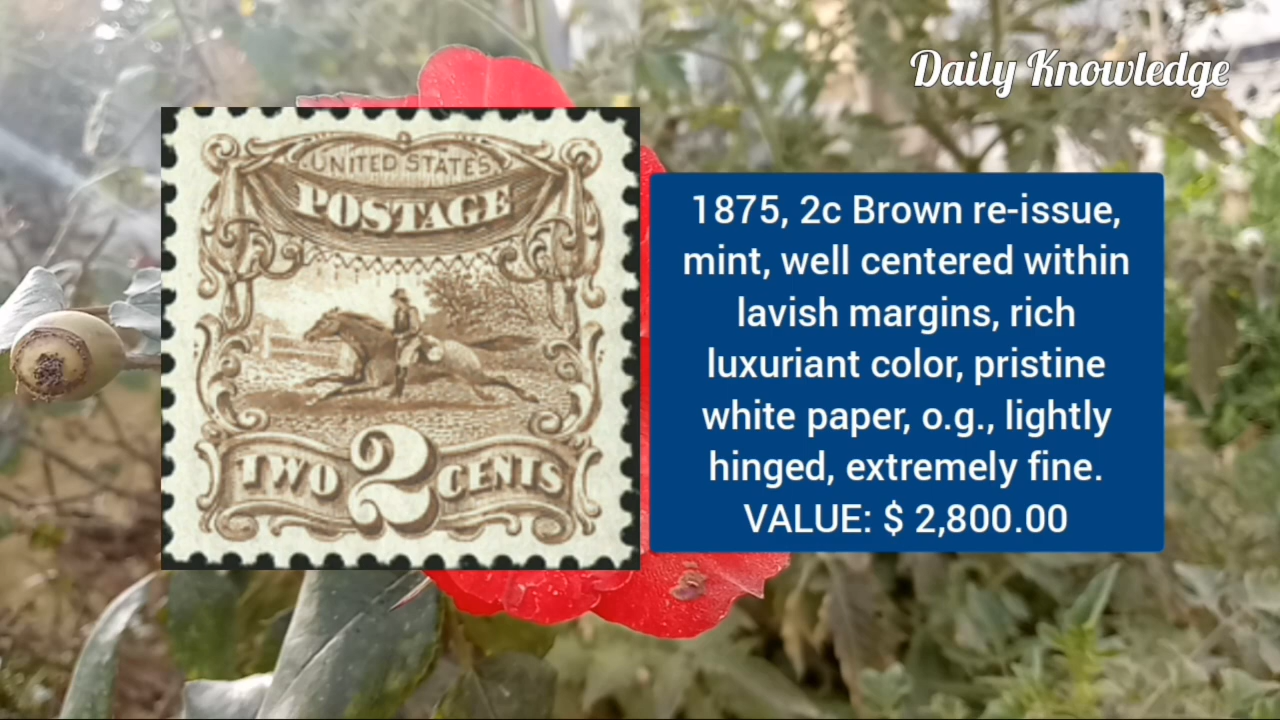 Daily Knowledge
UNITED STATES
POSTAGE
TWO 2 CENTS
1875, 2c Brown re-issue,
mint, well centered within
lavish margins, rich
luxuriant color, pristine
white paper, o.g., lightly
hinged, extremely fine.
VALUE: $ 2,800.00